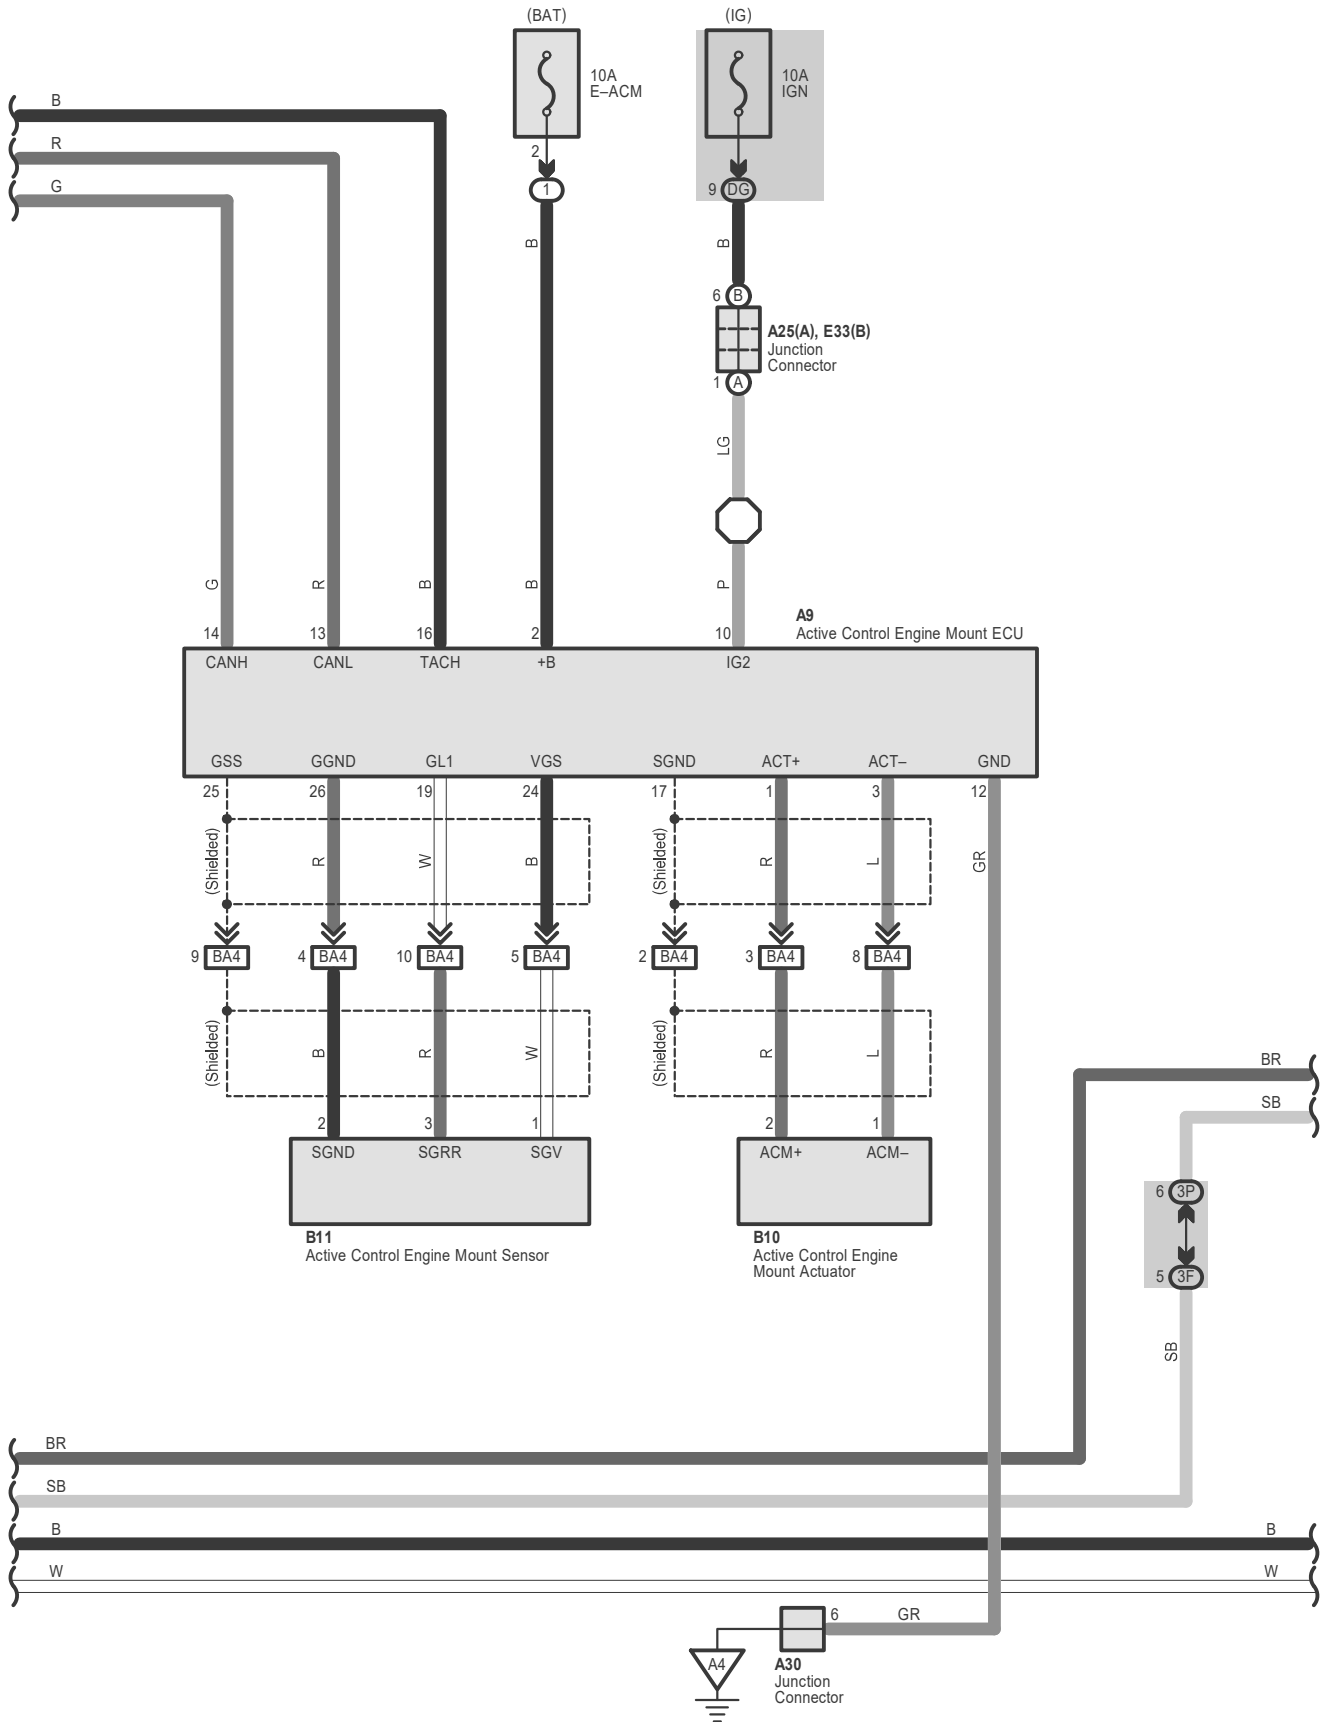 (BAT)
(IG)
10A
E–ACM
10A
IGN
B
R
G
2
1
9 DG
B
B
6 B
A25(A), E33(B)
Junction
Connector
1 A
LG
G
R
B
B
P
A9
Active Control Engine Mount ECU
14
13
16
2
10
CANH
CANL
TACH
+B
IG2
GSS
GGND
GL1
VGS
SGND
ACT+
ACT–
GND
25
26
19
24
17
1
3
12
(Shielded)
R
W
B
(Shielded)
R
L
GR
9 BA4
4 BA4
10 BA4
5 BA4
2 BA4
3 BA4
8 BA4
(Shielded)
B
R
W
(Shielded)
R
L
BR
SB
2
3
1
2
1
SGND
SGRR
SGV
ACM+
ACM–
6 3P
B11
Active Control Engine Mount Sensor
B10
Active Control Engine
Mount Actuator
5 3F
SB
BR
SB
B
B
W
W
6
GR
A4
A30
Junction
Connector